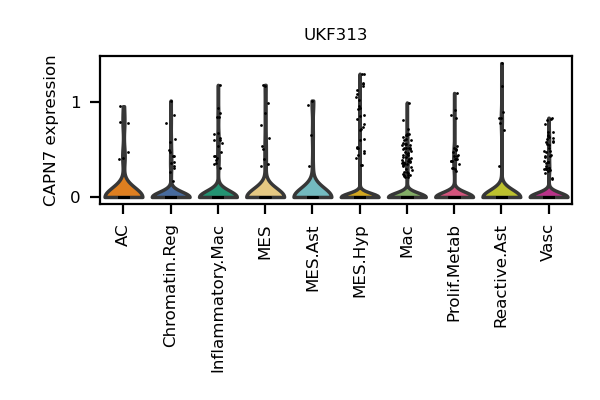 UKF313
CAPN7 expression
1
0
AC
Chromatin.Reg
Inflammatory.Mac
MES
MES.Ast
MES.Hyp
Mac
Prolif.Metab
Reactive.Ast
Vasc